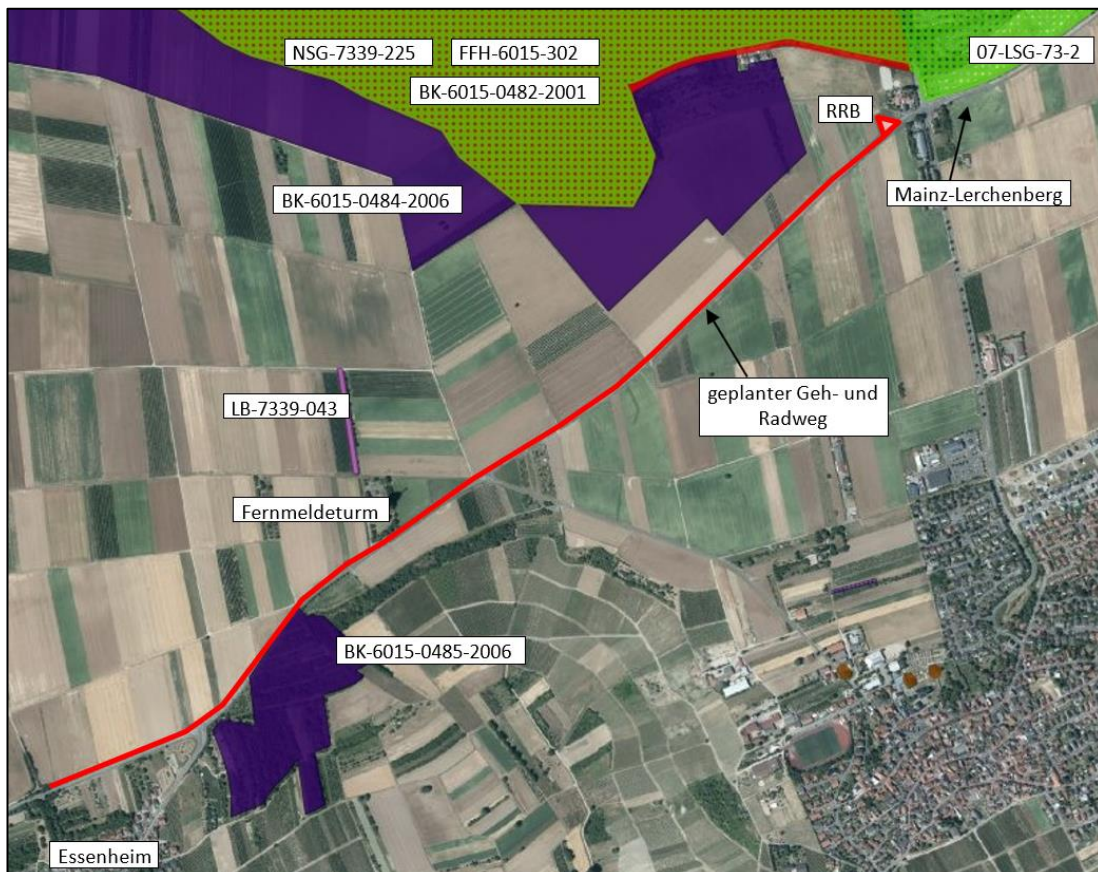 NSG-7339-225
FFH-6015-302
07-LSG-73-2
BK-6015-0482-2001
RRB
BK-6015-0484-2006
Mainz-Lerchenberg
LB-7339-043
geplanter Geh- und
Radweg
Fernmeldeturm
BK-6015-0485-2006
Essenheim